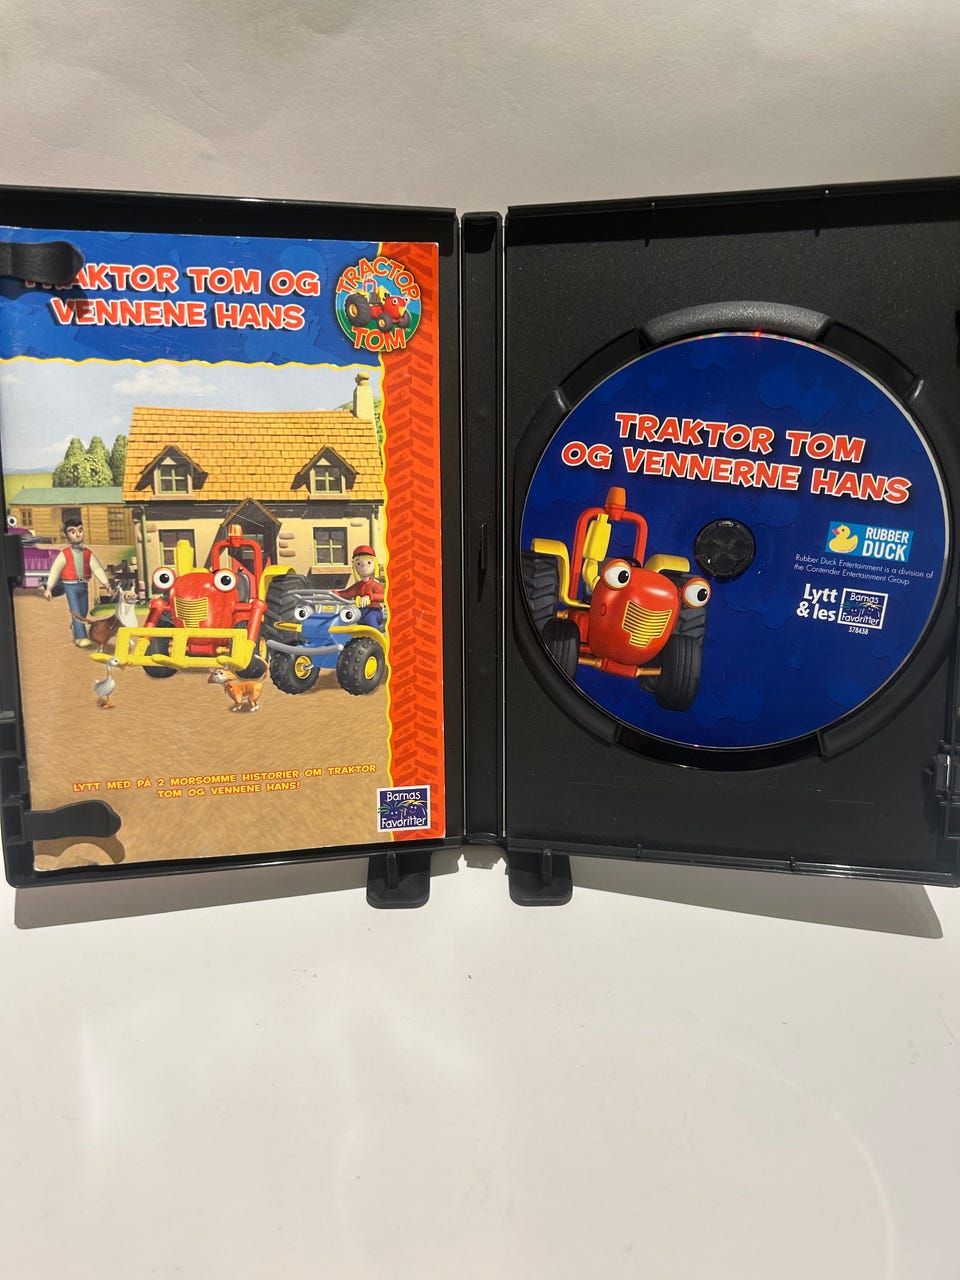 TRAKTOR TOM OG
VENNENE HANS
TRACTOR
TOM
LYTT MED PÅ 2 MORSOMME HISTORIER OM TRAKTOR
TOM OG VENNENE HANS!
Barnas
Favoritter
TRAKTOR TOM
OG VENNERNE HANS
RUBBER
DUCK
Rubber Duck Entertainment is a division of
the Contender Entertainment Group
Lytt
& les
Barnas
Favoritter
578438